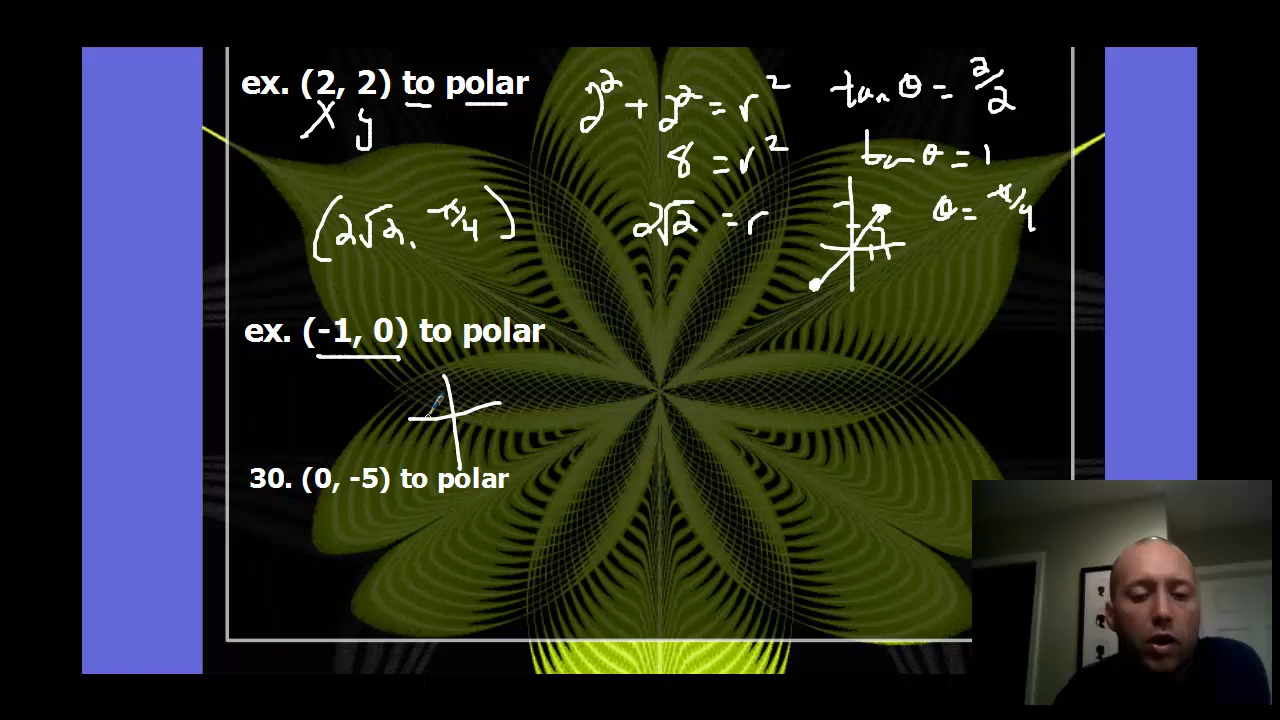 ex. (2, 2) to polar
x y
2² + 2² = r²
8 = r²
2√2 = r
tan θ = 2/2
tan θ = 1
θ = π/4
(2√2, π/4)
ex. (-1, 0) to polar
30. (0, -5) to polar